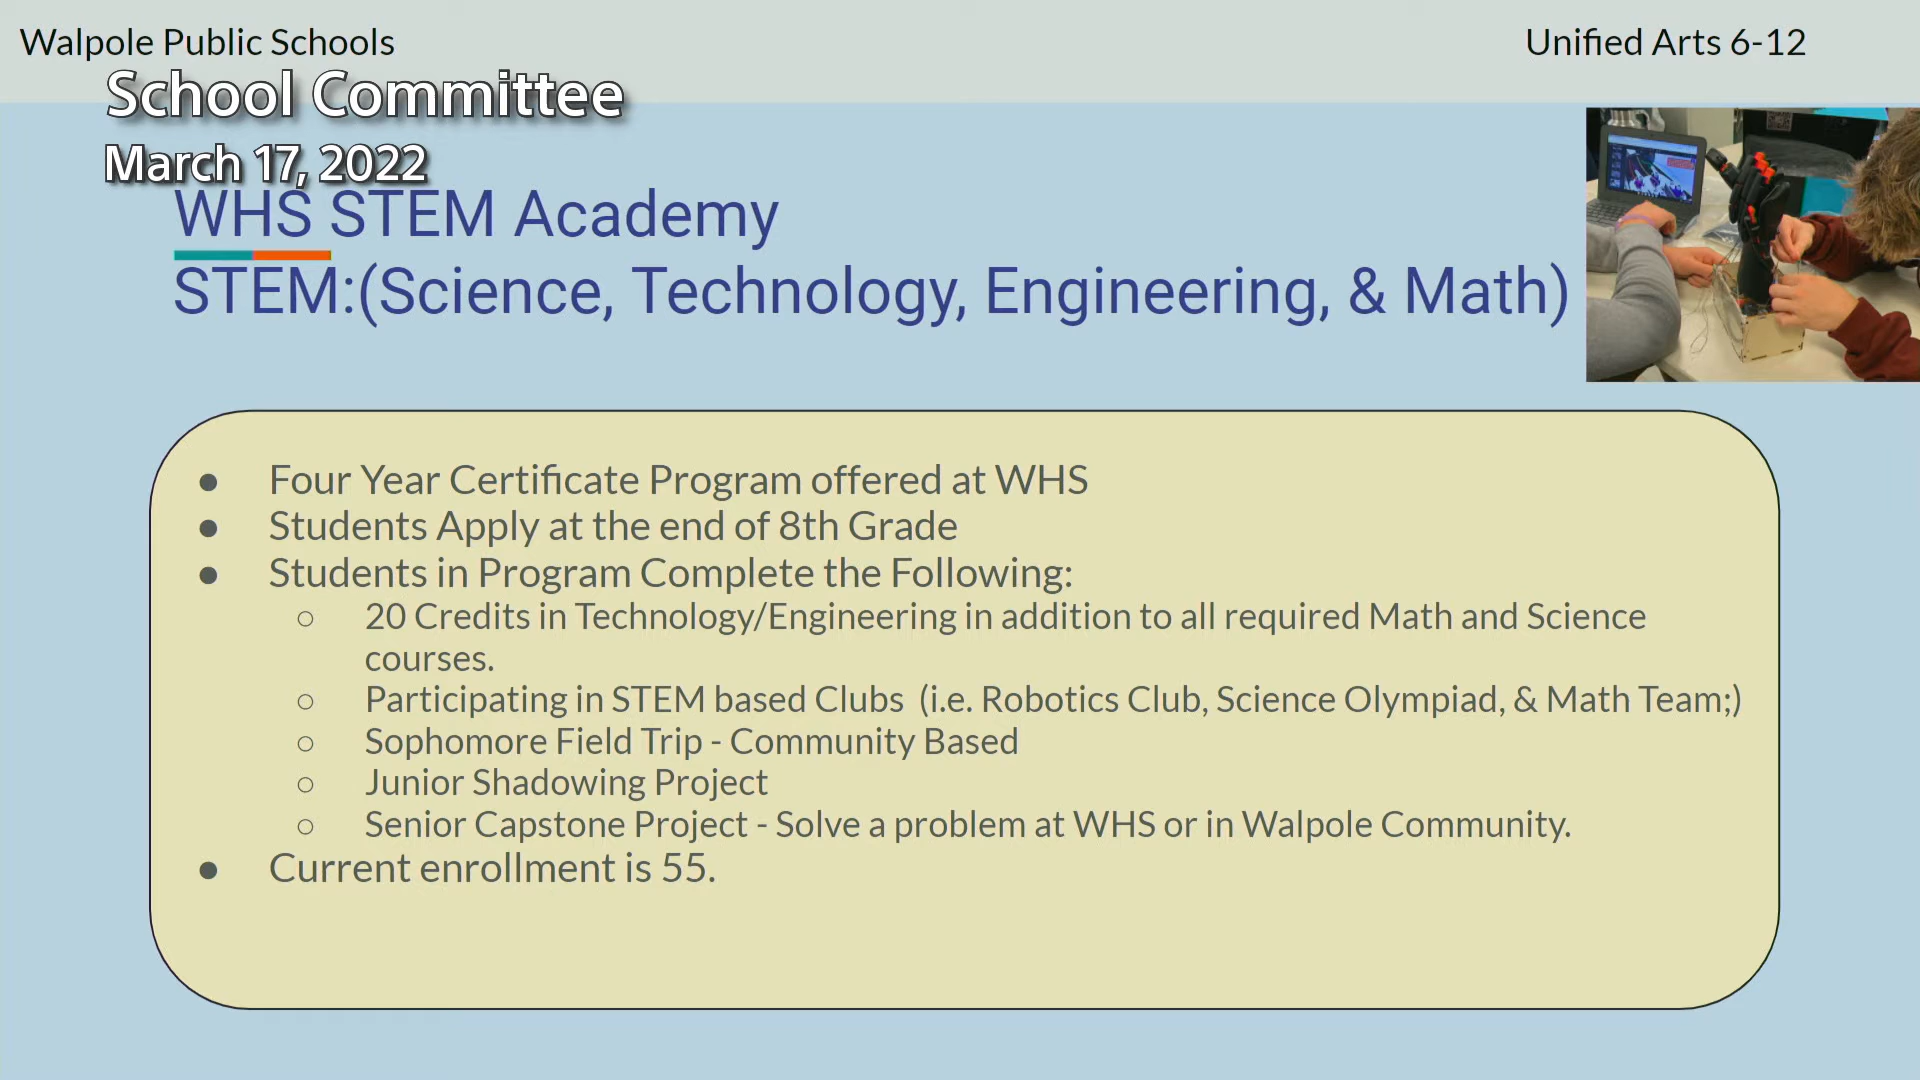 Walpole Public Schools
Unified Arts 6-12
School Committee
March 17, 2022
WHS STEM Academy
STEM:(Science, Technology, Engineering, & Math)
● Four Year Certificate Program offered at WHS
● Students Apply at the end of 8th Grade
● Students in Program Complete the Following:
○ 20 Credits in Technology/Engineering in addition to all required Math and Science
courses.
○ Participating in STEM based Clubs (i.e. Robotics Club, Science Olympiad, & Math Team;)
○ Sophomore Field Trip - Community Based
○ Junior Shadowing Project
○ Senior Capstone Project - Solve a problem at WHS or in Walpole Community.
● Current enrollment is 55.